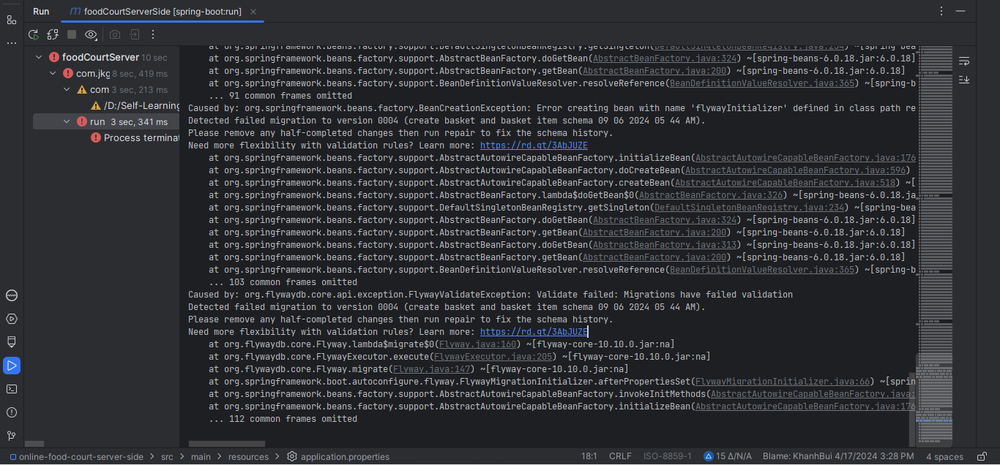 Run
foodCourtServerSide [spring-boot:run]
foodCourtServer 10 sec
com.jkg 8 sec, 419 ms
com 3 sec, 213 ms
/D:/Self-Learning
run 3 sec, 341 ms
Process terminat
at org.springframework.beans.factory.support.DefaultSingletonBeanRegistry.getSingleton(DefaultSingletonBeanRegistry.java:234) ~[spring-bea
at org.springframework.beans.factory.support.AbstractBeanFactory.doGetBean(AbstractBeanFactory.java:324) ~[spring-beans-6.0.18.jar:6.0.18]
at org.springframework.beans.factory.support.AbstractBeanFactory.getBean(AbstractBeanFactory.java:200) ~[spring-beans-6.0.18.jar:6.0.18]
at org.springframework.beans.factory.support.BeanDefinitionValueResolver.resolveReference(BeanDefinitionValueResolver.java:365) ~[spring-b
... 91 common frames omitted
Caused by: org.springframework.beans.factory.BeanCreationException: Error creating bean with name 'flywayInitializer' defined in class path re
Detected failed migration to version 0004 (create basket and basket item schema 09 06 2024 05 44 AM).
Please remove any half-completed changes then run repair to fix the schema history.
Need more flexibility with validation rules? Learn more: https://rd.gt/3AbJUZE
at org.springframework.beans.factory.support.AbstractAutowireCapableBeanFactory.initializeBean(AbstractAutowireCapableBeanFactory.java:176
at org.springframework.beans.factory.support.AbstractAutowireCapableBeanFactory.doCreateBean(AbstractAutowireCapableBeanFactory.java:596)
at org.springframework.beans.factory.support.AbstractAutowireCapableBeanFactory.createBean(AbstractAutowireCapableBeanFactory.java:518) ~[
at org.springframework.beans.factory.support.AbstractBeanFactory.lambda$doGetBean$0(AbstractBeanFactory.java:326) ~[spring-beans-6.0.18.ja
at org.springframework.beans.factory.support.DefaultSingletonBeanRegistry.getSingleton(DefaultSingletonBeanRegistry.java:234) ~[spring-bea
at org.springframework.beans.factory.support.AbstractBeanFactory.doGetBean(AbstractBeanFactory.java:324) ~[spring-beans-6.0.18.jar:6.0.18]
at org.springframework.beans.factory.support.AbstractBeanFactory.getBean(AbstractBeanFactory.java:200) ~[spring-beans-6.0.18.jar:6.0.18]
at org.springframework.beans.factory.support.AbstractBeanFactory.doGetBean(AbstractBeanFactory.java:313) ~[spring-beans-6.0.18.jar:6.0.18]
at org.springframework.beans.factory.support.AbstractBeanFactory.getBean(AbstractBeanFactory.java:200) ~[spring-beans-6.0.18.jar:6.0.18]
at org.springframework.beans.factory.support.BeanDefinitionValueResolver.resolveReference(BeanDefinitionValueResolver.java:365) ~[spring-b
... 103 common frames omitted
Caused by: org.flywaydb.core.api.exception.FlywayValidateException: Validate failed: Migrations have failed validation
Detected failed migration to version 0004 (create basket and basket item schema 09 06 2024 05 44 AM).
Please remove any half-completed changes then run repair to fix the schema history.
Need more flexibility with validation rules? Learn more: https://rd.gt/3AbJUZE
at org.flywaydb.core.Flyway.lambda$migrate$0(Flyway.java:160) ~[flyway-core-10.10.0.jar:na]
at org.flywaydb.core.FlywayExecutor.execute(FlywayExecutor.java:205) ~[flyway-core-10.10.0.jar:na]
at org.flywaydb.core.Flyway.migrate(Flyway.java:147) ~[flyway-core-10.10.0.jar:na]
at org.springframework.boot.autoconfigure.flyway.FlywayMigrationInitializer.afterPropertiesSet(FlywayMigrationInitializer.java:66) ~[sprin
at org.springframework.beans.factory.support.AbstractAutowireCapableBeanFactory.invokeInitMethods(AbstractAutowireCapableBeanFactory.java:
at org.springframework.beans.factory.support.AbstractAutowireCapableBeanFactory.initializeBean(AbstractAutowireCapableBeanFactory.java:176
... 112 common frames omitted
online-food-court-server-side > src > main > resources > application.properties
18:1 CRLF ISO-8859-1 15 Δ/N/A Blame: KhanhBui 4/17/2024 3:28 PM 4 spaces